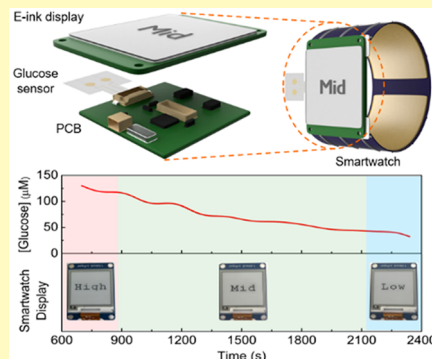 E-ink display
Mid
Glucose
sensor
PCB
Mid
Smartwatch
[Glucose] (μM)
150
100
50
0
Smartwatch
Display
High
Mid
Low
600 900 1200 1500 1800 2100 2400
Time (s)